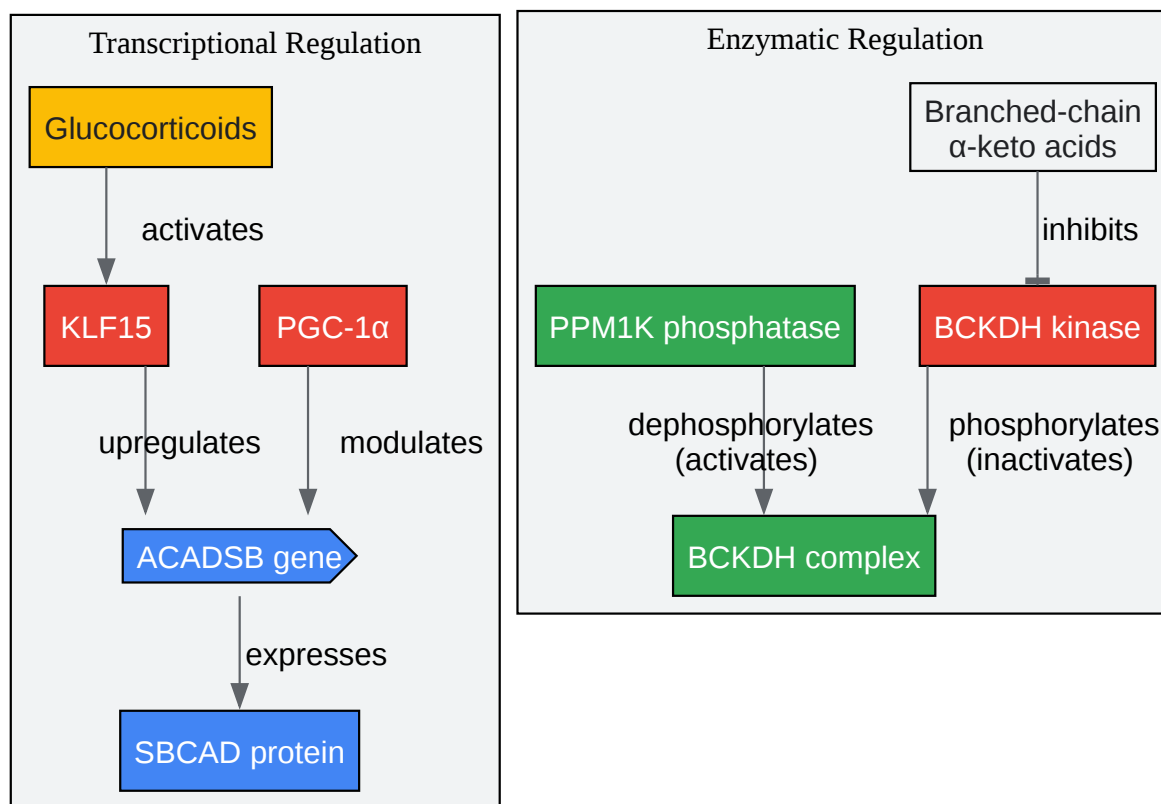 Transcriptional Regulation
Glucocorticoids
activates
KLF15
PGC-1α
upregulates
modulates
ACADSB gene
expresses
SBCAD protein
Enzymatic Regulation
Branched-chain
α-keto acids
inhibits
PPM1K phosphatase
BCKDH kinase
dephosphorylates
(activates)
phosphorylates
(inactivates)
BCKDH complex